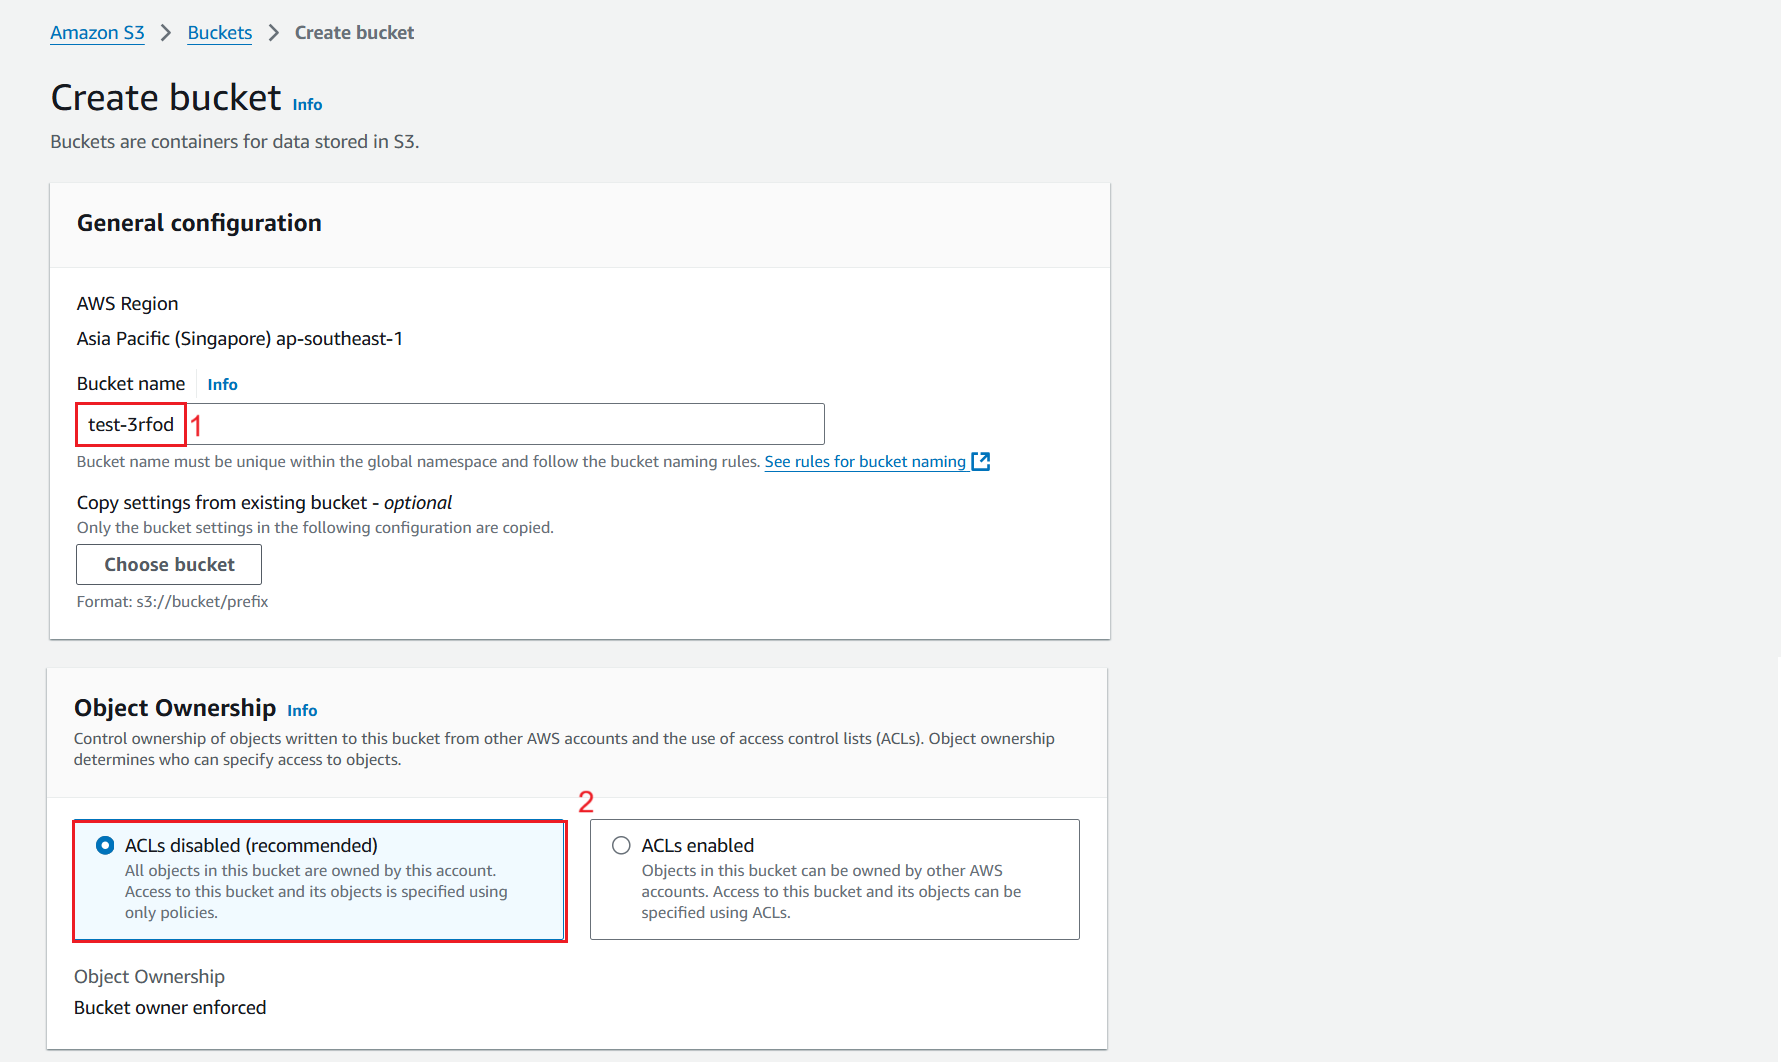 Amazon S3 > Buckets > Create bucket
Create bucket Info
Buckets are containers for data stored in S3.
General configuration
AWS Region
Asia Pacific (Singapore) ap-southeast-1
Bucket name Info
test-3rfod 1
Bucket name must be unique within the global namespace and follow the bucket naming rules. See rules for bucket naming
Copy settings from existing bucket - optional
Only the bucket settings in the following configuration are copied.
Choose bucket
Format: s3://bucket/prefix
Object Ownership Info
Control ownership of objects written to this bucket from other AWS accounts and the use of access control lists (ACLs). Object ownership
determines who can specify access to objects.
2
ACLs disabled (recommended)
All objects in this bucket are owned by this account.
Access to this bucket and its objects is specified using
only policies.
ACLs enabled
Objects in this bucket can be owned by other AWS
accounts. Access to this bucket and its objects can be
specified using ACLs.
Object Ownership
Bucket owner enforced